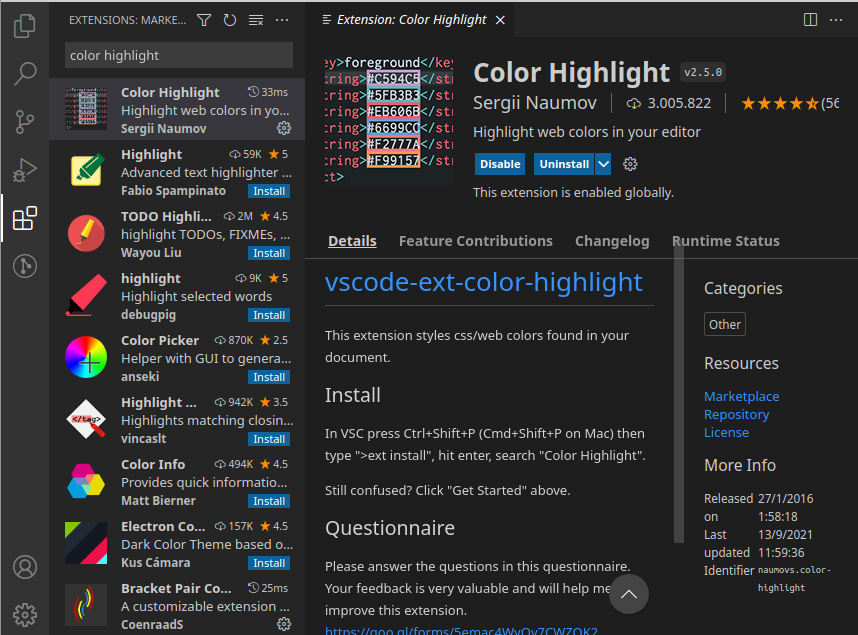 EXTENSIONS: MARKE...
color highlight
Color Highlight 33ms
Highlight web colors in yo...
Sergii Naumov
Highlight 59K 5
Advanced text highlighter ...
Fabio Spampinato Install
TODO Highli... 2M 4.5
highlight TODOs, FIXMEs, ...
Wayou Liu Install
highlight 9K 5
Highlight selected words
debugpig Install
Color Picker 870K 2.5
Helper with GUI to genera...
anseki Install
</tag>
Highlight ... 942K 3.5
Highlights matching closin...
vincaslt Install
Color Info 494K 4.5
Provides quick informatio...
Matt Bierner Install
Electron Co... 157K 4.5
Dark Color Theme based o...
Kus Cámara Install
Bracket Pair Co... 25ms
A customizable extension ...
CoenraadS
Extension: Color Highlight
ey>foreground</key
tring>#C594C5</str
tring>#5FB3B3</str
tring>#EB606B</str
tring>#6699CC</str
tring>#F2777A</str
tring>#F99157</str
ct>
Color Highlight v2.5.0
Sergii Naumov 3.005.822 (56
Highlight web colors in your editor
Disable Uninstall
This extension is enabled globally.
Details Feature Contributions Changelog Runtime Status
vscode-ext-color-highlight
This extension styles css/web colors found in your
document.
Install
In VSC press Ctrl+Shift+P (Cmd+Shift+P on Mac) then
type ">ext install", hit enter, search "Color Highlight".
Still confused? Click "Get Started" above.
Questionnaire
Please answer the questions in this questionnaire.
Your feedback is very valuable and will help me
improve this extension.
Categories
Other
Resources
Marketplace
Repository
License
More Info
Released on 27/1/2016 1:58:18
Last updated 13/9/2021 11:59:36
Identifier naumovs.color-highlight